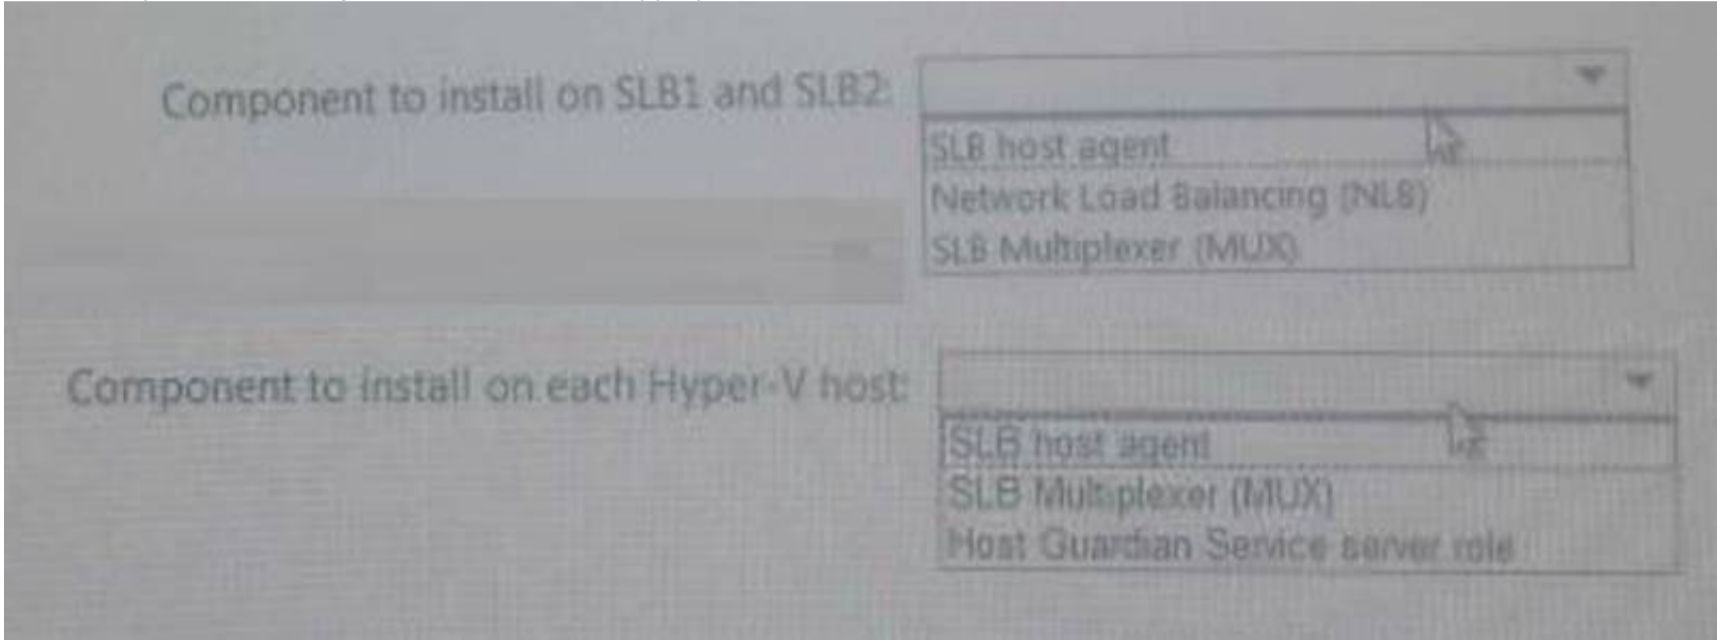 Component to install on SLB1 and SLB2:
SLB host agent
Network Load Balancing (NLB)
SLB Multiplexer (MUX)
Component to install on each Hyper-V host:
SLB host agent
SLB Multiplexer (MUX)
Host Guardian Service server role